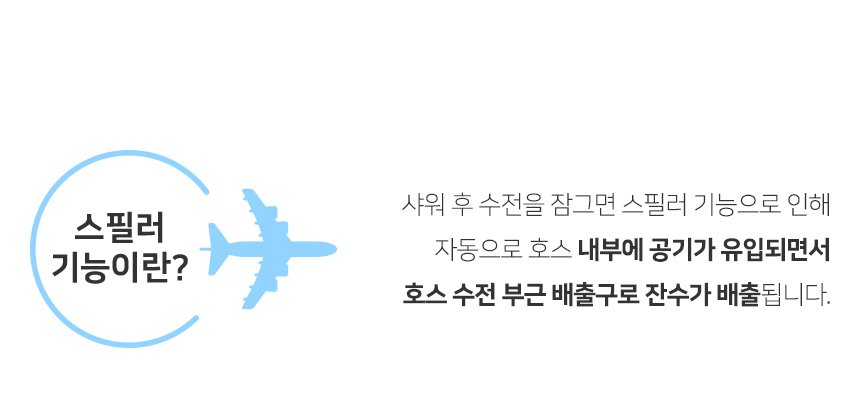 스필러
기능이란?
샤워 후 수전을 잠그면 스필러 기능으로 인해
자동으로 호스 내부에 공기가 유입되면서
호스 수전 부근 배출구로 잔수가 배출됩니다.